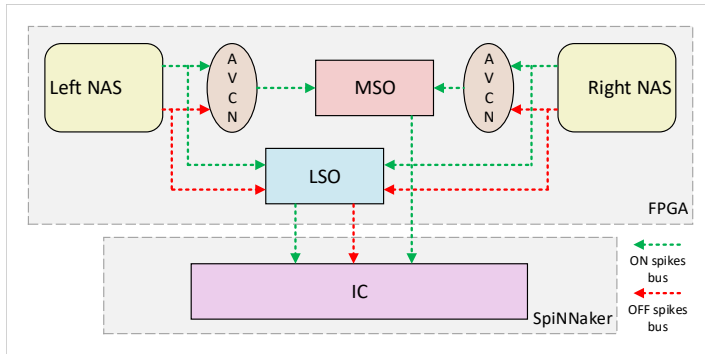 Left NAS
A
V
C
N
MSO
A
V
C
N
Right NAS
LSO
FPGA
IC
SpiNNaker
ON spikes
bus
OFF spikes
bus